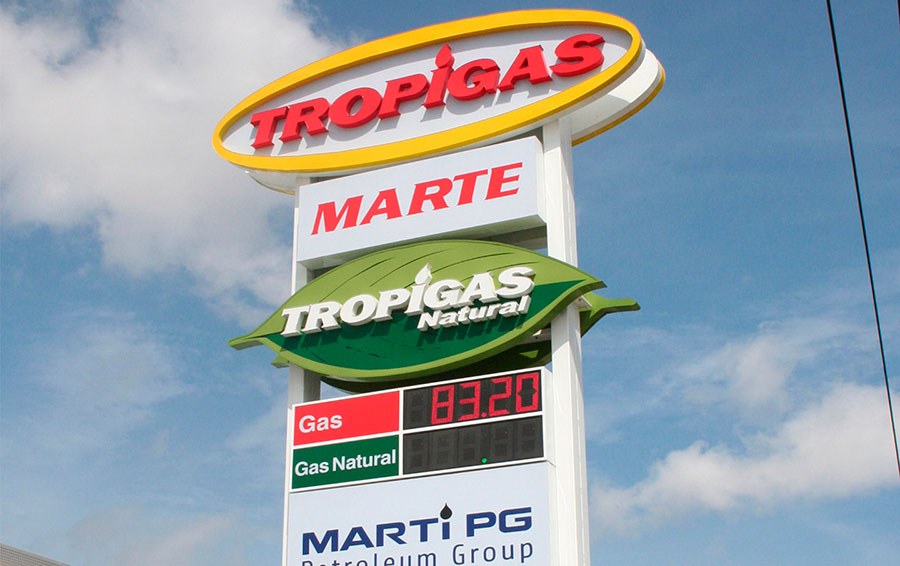 TROPIGAS
MARTE
TROPIGAS
Natural
Gas 83.20
Gas Natural
MARTI PG
Petroleum Group